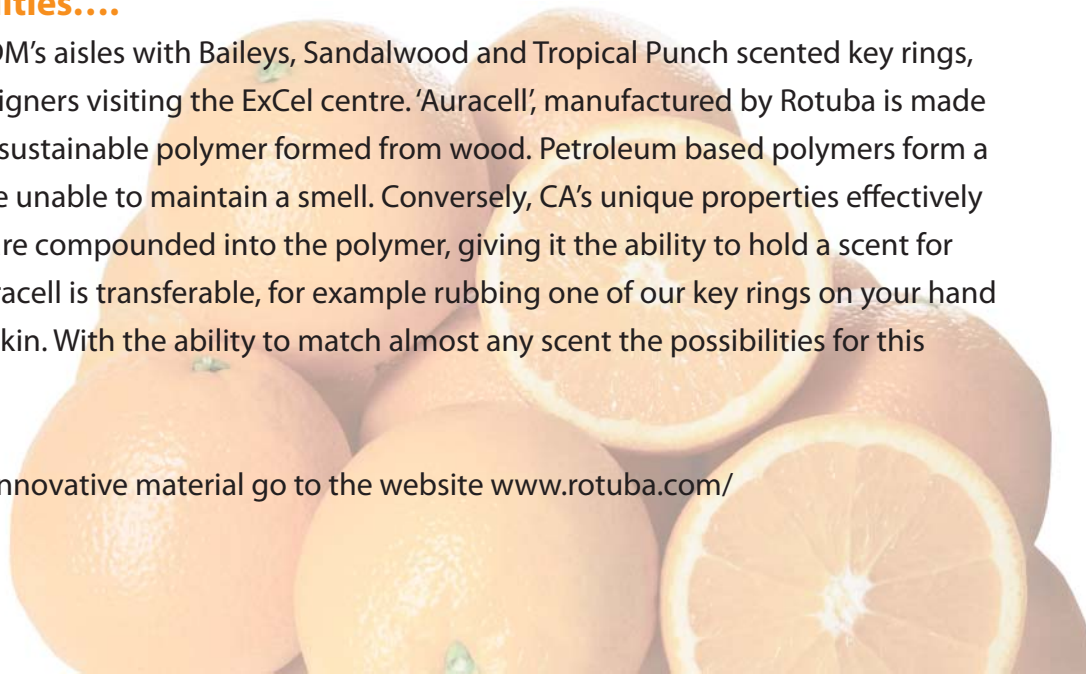 lities....
OM's aisles with Baileys, Sandalwood and Tropical Punch scented key rings,
igners visiting the ExCel centre. 'Auracell', manufactured by Rotuba is made
sustainable polymer formed from wood. Petroleum based polymers form a
e unable to maintain a smell. Conversely, CA's unique properties effectively
are compounded into the polymer, giving it the ability to hold a scent for
racell is transferable, for example rubbing one of our key rings on your hand
kin. With the ability to match almost any scent the possibilities for this
nnovative material go to the website www.rotuba.com/